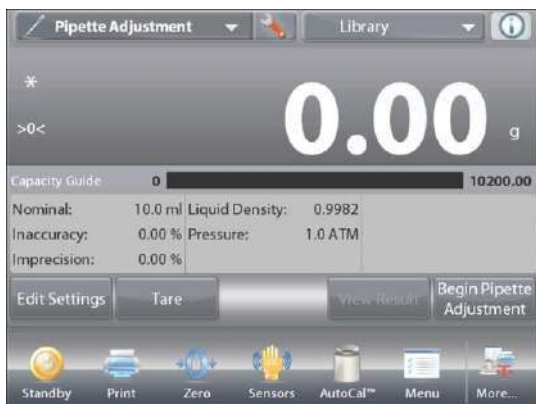 Pipette Adjustment Library
*
>0<
0.00 g
Capacity Guide 0 10200.00
Nominal: 10.0 ml Liquid Density: 0.9982
Inaccuracy: 0.00 % Pressure: 1.0 ATM
Imprecision: 0.00 %
Edit Settings Tare View Result Begin Pipette
Adjustment
Standby Print Zero Sensors AutoCal™ Menu More...